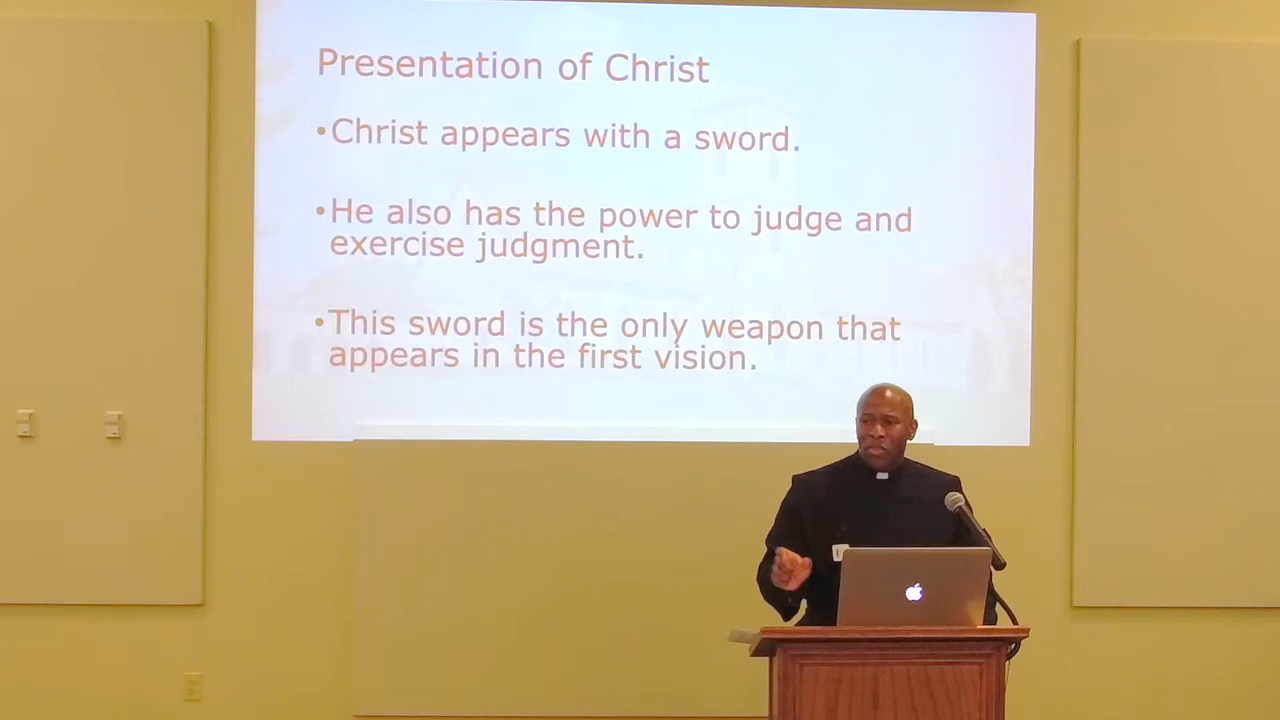 Presentation of Christ
•Christ appears with a sword.
•He also has the power to judge and
exercise judgment.
•This sword is the only weapon that
appears in the first vision.